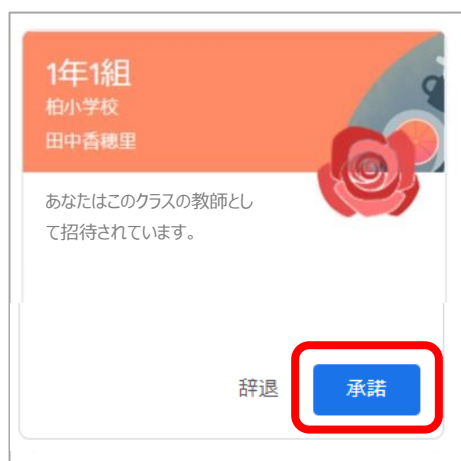 1年1組
柏小学校
田中香穂里
あなたはこのクラスの教師とし
て招待されています。
辞退
承諾